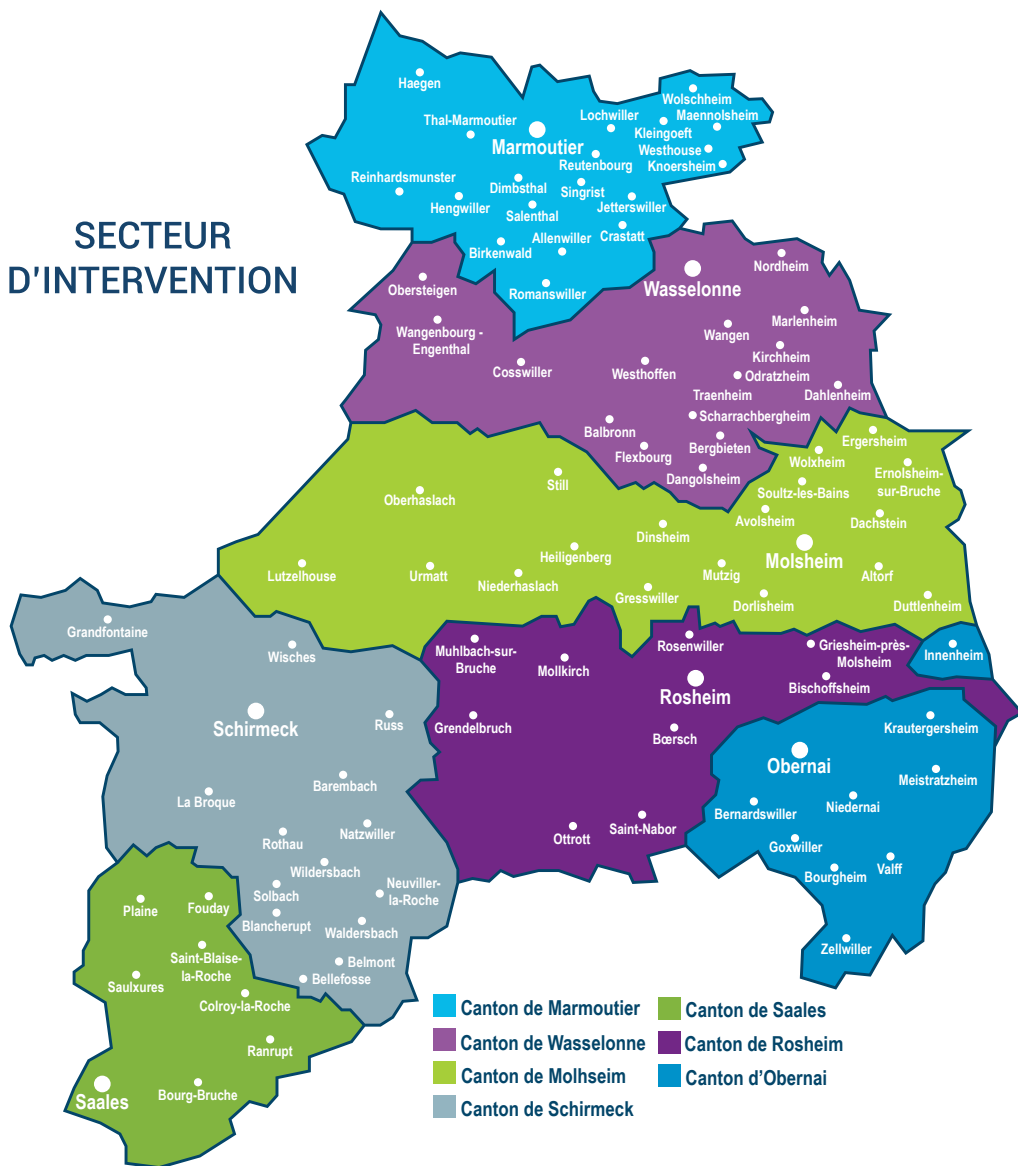 SECTEUR
D'INTERVENTION
Haegen
Thal-Marmoutier
Marmoutier
Lochwiller
Wolschheim
Maennolsheim
Kleingoeft
Westhouse
Knoersheim
Reutenbourg
Reinhardsmunster
Dimbsthal
Singrist
Hengwiller
Salenthal
Jetterswiller
Allenwiller
Crastatt
Birkenwald
Romanswiller
Obersteigen
Wasselonne
Nordheim
Wangenbourg -
Engenthal
Wangen
Marlenheim
Kirchheim
Cosswiller
Westhoffen
Odratzheim
Traenheim
Dahlenheim
Scharrachbergheim
Balbronn
Bergbieten
Flexbourg
Dangolsheim
Ergersheim
Wolxheim
Ernolsheim-
sur-Bruche
Still
Soultz-les-Bains
Oberhaslach
Avolsheim
Dachstein
Dinsheim
Molsheim
Heiligenberg
Lutzelhouse
Urmatt
Niederhaslach
Mutzig
Altorf
Gresswiller
Dorlisheim
Duttlenheim
Grandfontaine
Wisches
Muhlbach-sur-
Bruche
Mollkirch
Rosenwiller
Griesheim-près-
Molsheim
Innenheim
Rosheim
Bischoffsheim
Schirmeck
Russ
Grendelbruch
Bœrsch
Krautergersheim
Obernai
Meistratzheim
La Broque
Barembach
Bernardswiller
Niedernai
Rothau
Natzwiller
Ottrott
Saint-Nabor
Goxwiller
Wildersbach
Bourgheim
Valff
Solbach
Neuviller-
la-Roche
Plaine
Fouday
Blancherupt
Waldersbach
Zellwiller
Saint-Blaise-
la-Roche
Belmont
Saulxures
Bellefosse
Colroy-la-Roche
Ranrupt
Saales
Bourg-Bruche
Canton de Marmoutier
Canton de Wasselonne
Canton de Molhseim
Canton de Schirmeck
Canton de Saales
Canton de Rosheim
Canton d'Obernai